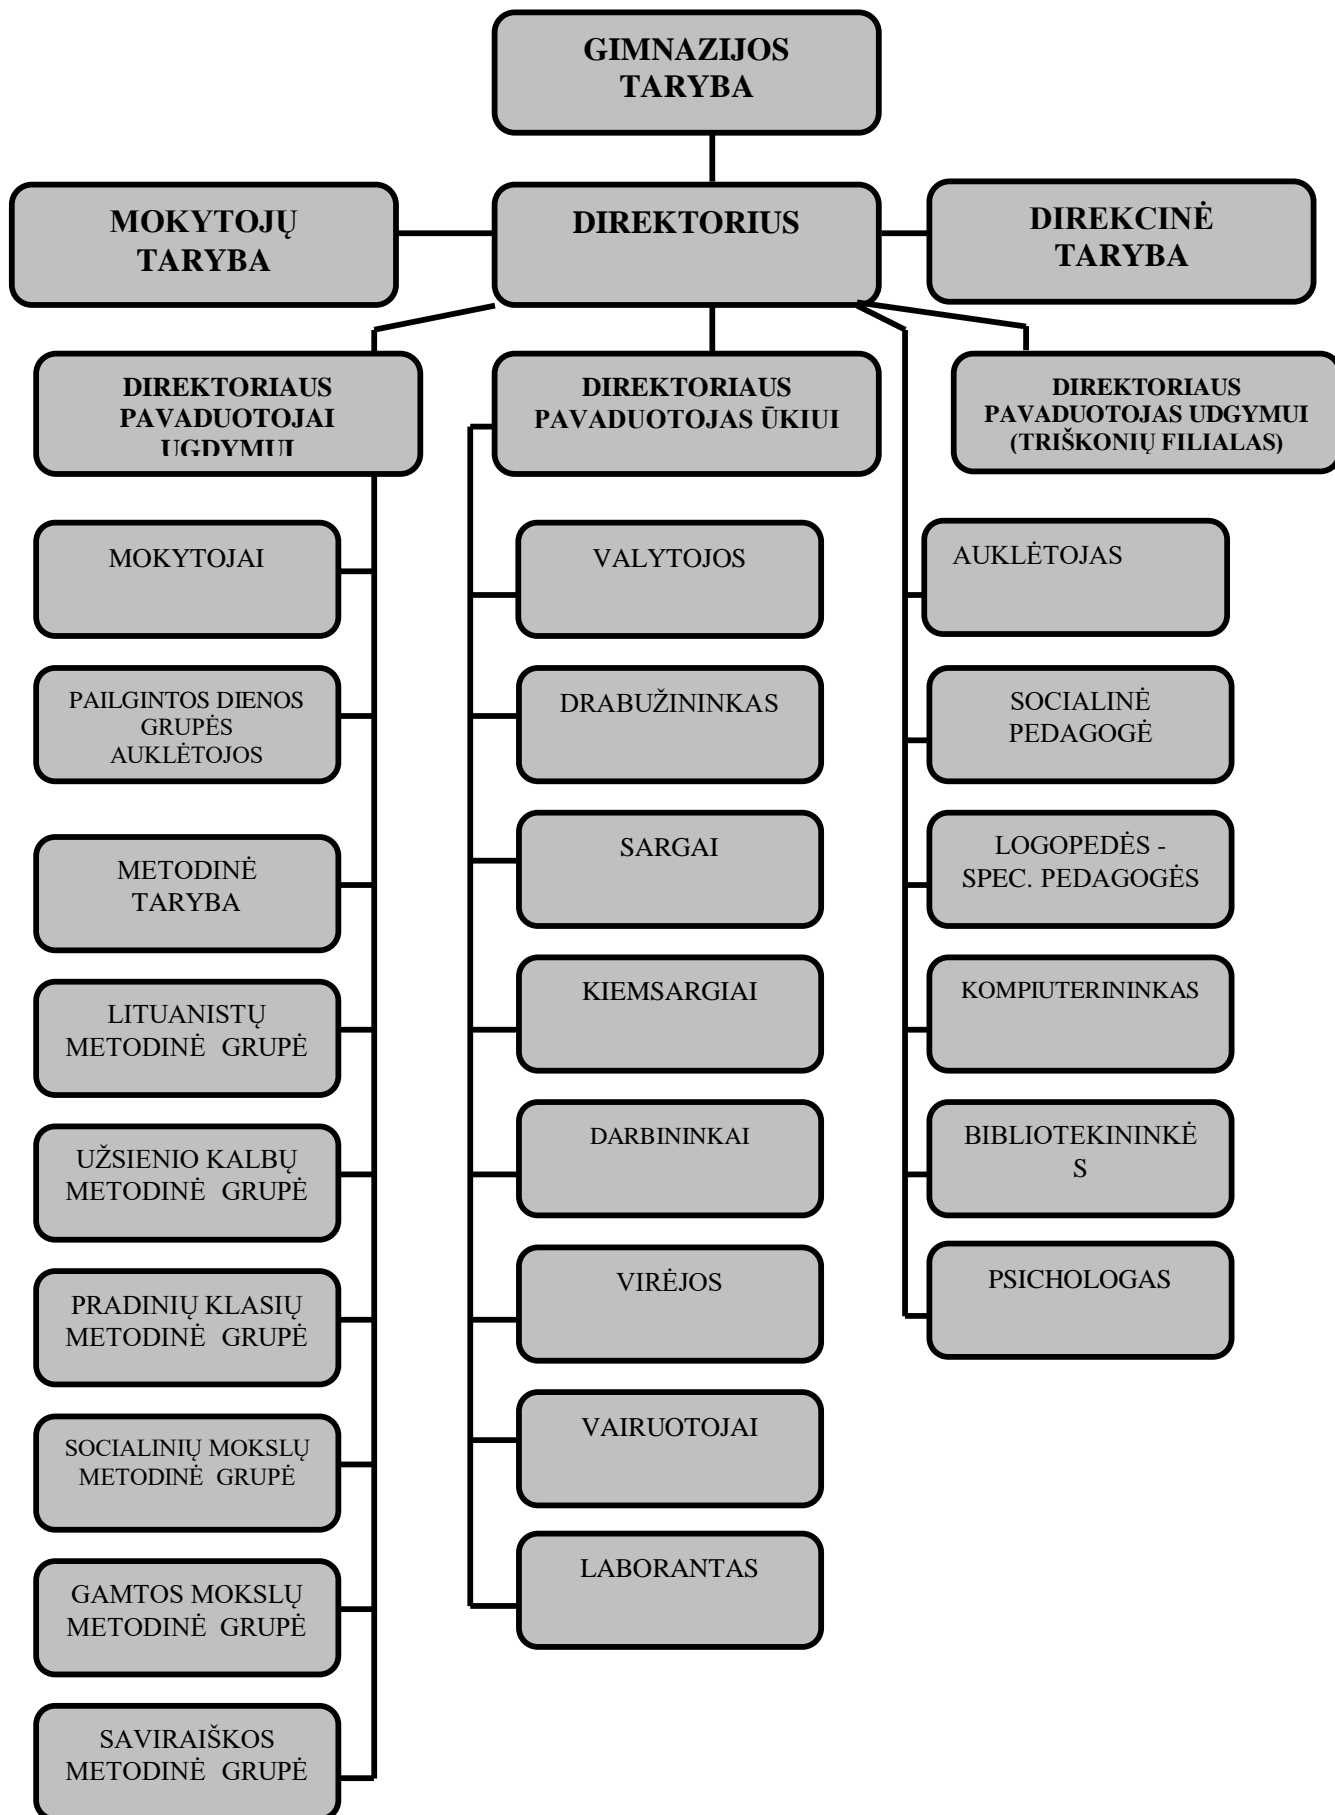 GIMNAZIJOS
TARYBA
MOKYTOJŲ
TARYBA
DIREKTORIUS
DIREKCINĖ
TARYBA
DIREKTORIAUS
PAVADUOTOJAI
UGDYMUI
DIREKTORIAUS
PAVADUOTOJAS ŪKIUI
DIREKTORIAUS
PAVADUOTOJAS UDGYMUI
(TRIŠKONIŲ FILIALAS)
MOKYTOJAI
PAILGINTOS DIENOS
GRUPĖS
AUKLĖTOJOS
METODINĖ
TARYBA
LITUANISTŲ
METODINĖ GRUPĖ
UŽSIENIO KALBŲ
METODINĖ GRUPĖ
PRADINIŲ KLASIŲ
METODINĖ GRUPĖ
SOCIALINIŲ MOKSLŲ
METODINĖ GRUPĖ
GAMTOS MOKSLŲ
METODINĖ GRUPĖ
SAVIRAIŠKOS
METODINĖ GRUPĖ
VALYTOJOS
DRABUŽININKAS
SARGAI
KIEMSARGIAI
DARBININKAI
VIRĖJOS
VAIRUOTOJAI
LABORANTAS
AUKLĖTOJAS
SOCIALINĖ
PEDAGOGĖ
LOGOPEDĖS -
SPEC. PEDAGOGĖS
KOMPIUTERININKAS
BIBLIOTEKININKĖ
S
PSICHOLOGAS